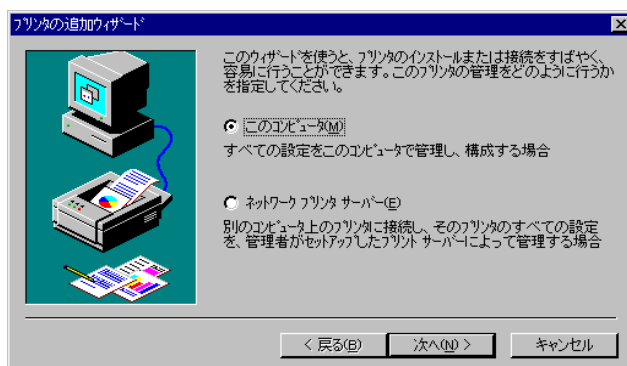 プリンタの追加ウィザード
このウィザードを使うと、プリンタのインストールまたは接続をすばやく、
容易に行うことができます。このプリンタの管理をどのように行うか
を指定してください。
このコンピュータ(M)
すべての設定をこのコンピュータで管理し、構成する場合
ネットワーク プリンタ サーバー(E)
別のコンピュータ上のプリンタに接続し、そのプリンタのすべての設定
を、管理者がセットアップしたプリント サーバーによって管理する場合
< 戻る(B)
次へ(N) >
キャンセル